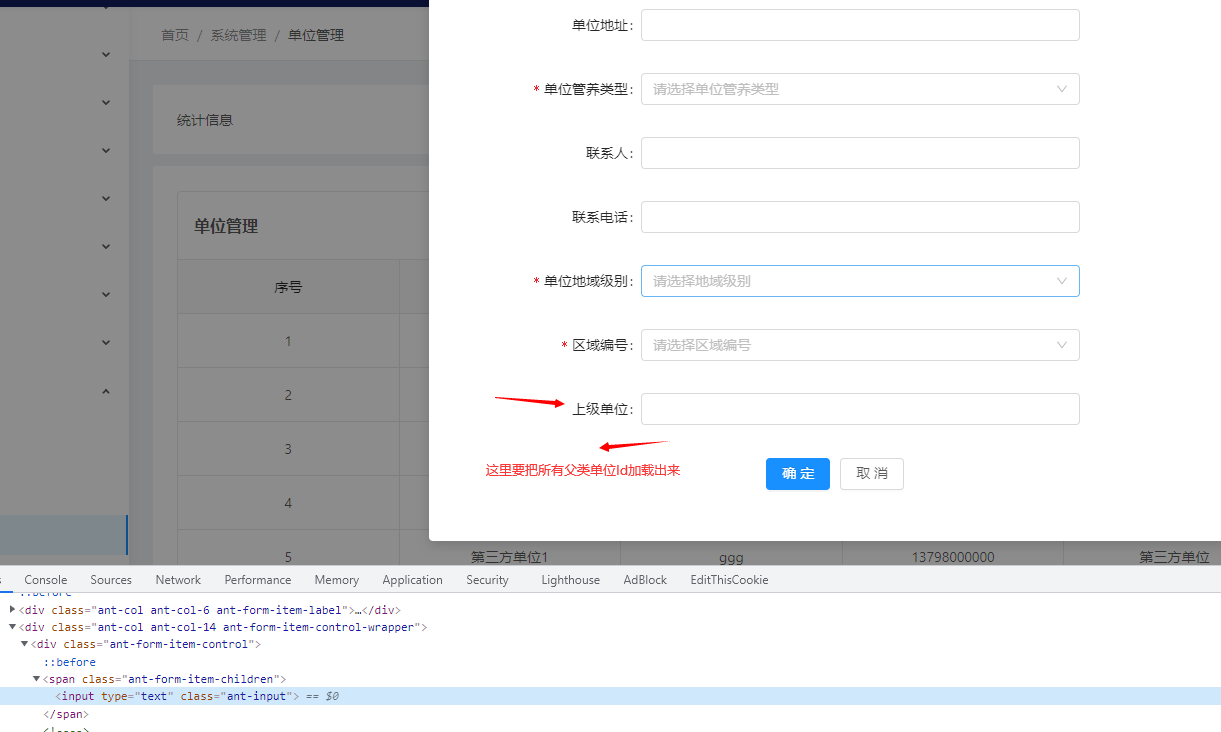 单位地址:
首页 / 系统管理 / 单位管理
* 单位管养类型: 请选择单位管养类型
统计信息
联系人:
联系电话:
单位管理
* 单位地域级别: 请选择地域级别
序号
1
* 区域编号: 请选择区域编号
2
上级单位:
3
这里要把所有父类单位Id加载出来
确 定 取 消
4
5 第三方单位1 ggg 13798000000 第三方单位
Console Sources Network Performance Memory Application Security Lighthouse AdBlock EditThisCookie
::before
<div class="ant-col ant-col-6 ant-form-item-label">…</div>
<div class="ant-col ant-col-14 ant-form-item-control-wrapper">
<div class="ant-form-item-control">
::before
<span class="ant-form-item-children">
<input type="text" class="ant-input"> == $0
</span>